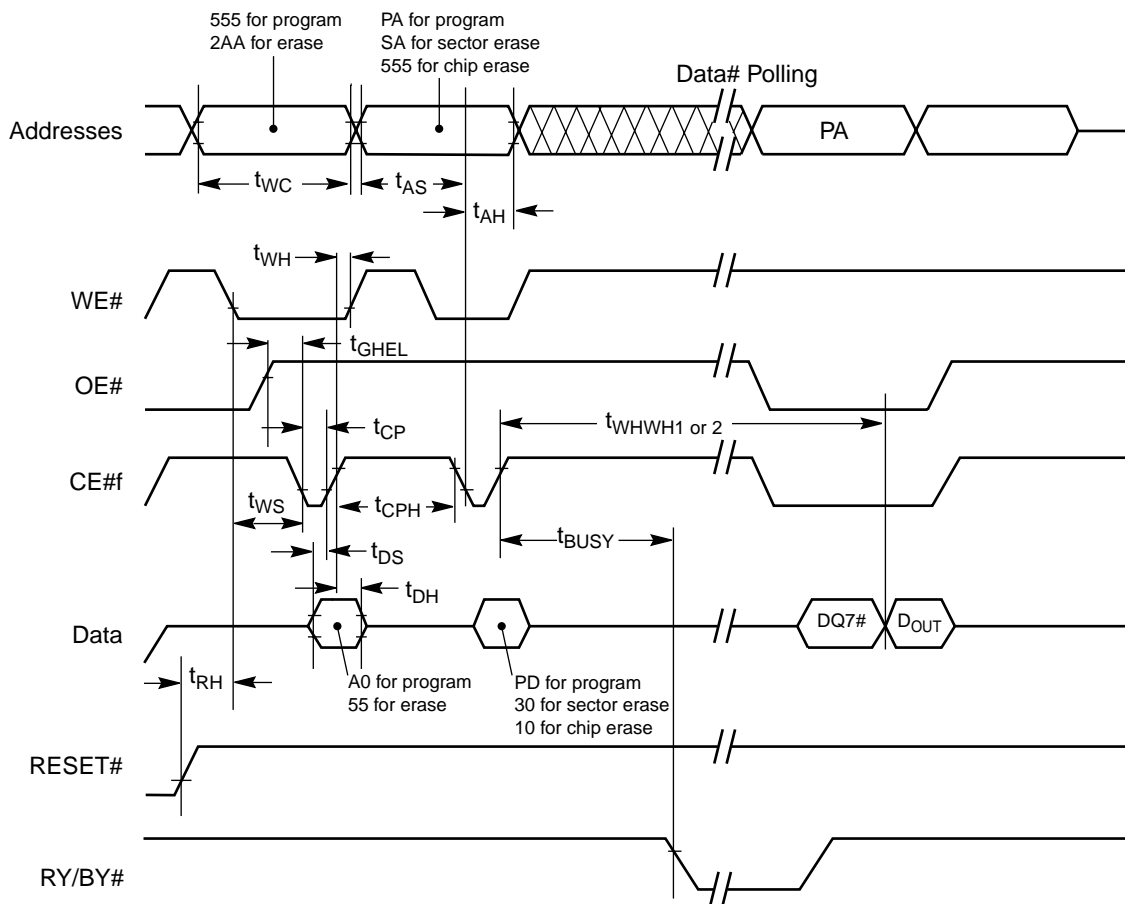 555 for program
2AA for erase
PA for program
SA for sector erase
555 for chip erase
Data# Polling
Addresses
PA
tWC
tAS
tAH
tWH
WE#
tGHEL
OE#
tWHWH1 or 2
tCP
CE#f
tWS
tCPH
tBUSY
tDS
tDH
Data
DQ7#
DOUT
tRH
A0 for program
55 for erase
PD for program
30 for sector erase
10 for chip erase
RESET#
RY/BY#